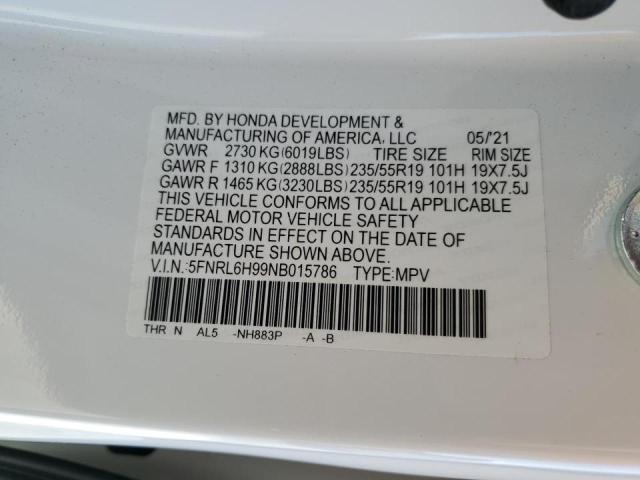 MFD. BY HONDA DEVELOPMENT &
MANUFACTURING OF AMERICA, LLC 05/'21
GVWR 2730 KG(6019LBS) TIRE SIZE RIM SIZE
GAWR F 1310 KG(2888LBS) 235/55R19 101H 19X7.5J
GAWR R 1465 KG(3230LBS) 235/55R19 101H 19X7.5J
THIS VEHICLE CONFORMS TO ALL APPLICABLE
FEDERAL MOTOR VEHICLE SAFETY
STANDARDS IN EFFECT ON THE DATE OF
MANUFACTURE SHOWN ABOVE.
V.I.N.:5FNRL6H99NB015786 TYPE:MPV
THR N AL5 -NH883P -A -B